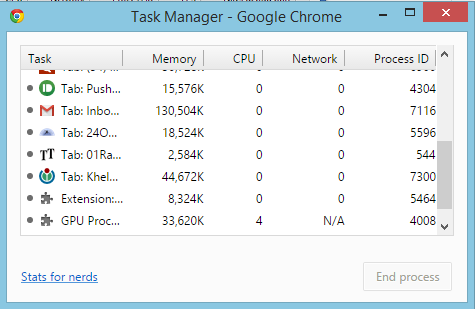 Task Manager - Google Chrome
Task Memory CPU Network Process ID
Tab: Push... 15,576K 0 0 4304
Tab: Inbo... 130,504K 0 0 7116
Tab: 24O... 18,524K 0 0 5596
Tab: 01Ra... 2,584K 0 0 544
Tab: Khel... 44,672K 0 0 7300
Extension:... 8,324K 0 0 5464
GPU Proc... 33,620K 4 N/A 4008
Stats for nerds
End process